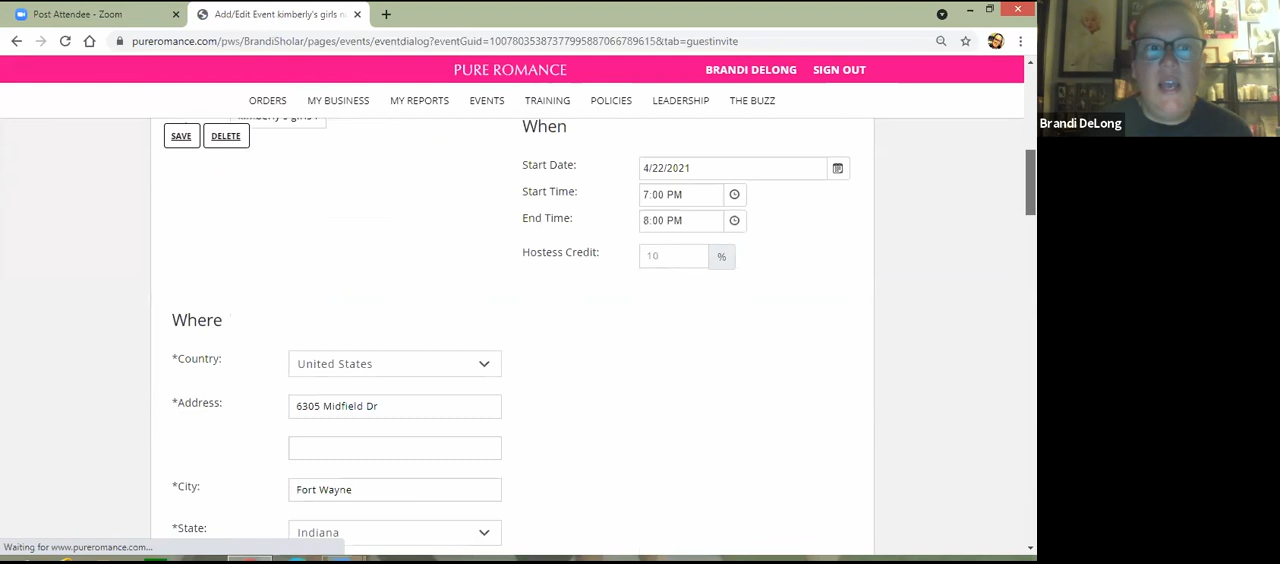 Post Attendee - Zoom
Add/Edit Event kimberly's girls n
pureromance.com/pws/BrandiSholar/pages/events/eventdialog?eventGuid=10078035387377995887066789615&tab=guestinvite
PURE ROMANCE
BRANDI DELONG SIGN OUT
ORDERS MY BUSINESS MY REPORTS EVENTS TRAINING POLICIES LEADERSHIP THE BUZZ
Brandi DeLong
kimberly's girls
SAVE DELETE
When
Start Date: 4/22/2021
Start Time: 7:00 PM
End Time: 8:00 PM
Hostess Credit: 10 %
Where
*Country: United States
*Address: 6305 Midfield Dr
*City: Fort Wayne
*State: Indiana
Waiting for www.pureromance.com...